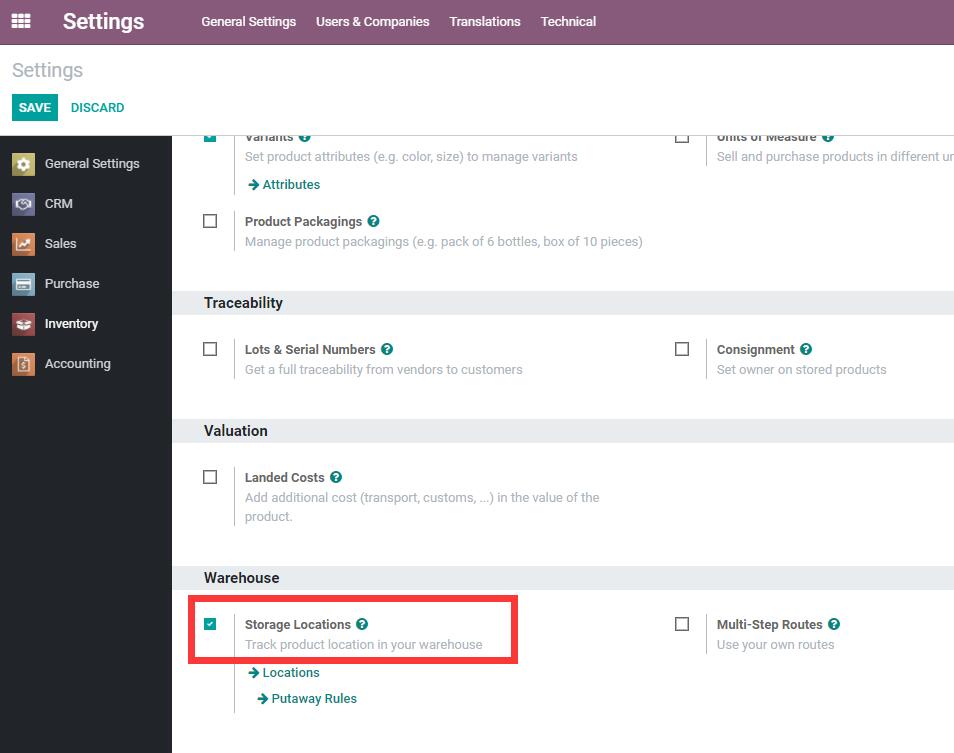 Settings
General Settings
Users & Companies
Translations
Technical
Settings
SAVE
DISCARD
General Settings
CRM
Sales
Purchase
Inventory
Accounting
Variants
Set product attributes (e.g. color, size) to manage variants
Attributes
Units of Measure
Sell and purchase products in different un
Product Packagings
Manage product packagings (e.g. pack of 6 bottles, box of 10 pieces)
Traceability
Lots & Serial Numbers
Get a full traceability from vendors to customers
Consignment
Set owner on stored products
Valuation
Landed Costs
Add additional cost (transport, customs, ...) in the value of the
product.
Warehouse
Storage Locations
Track product location in your warehouse
Locations
Putaway Rules
Multi-Step Routes
Use your own routes